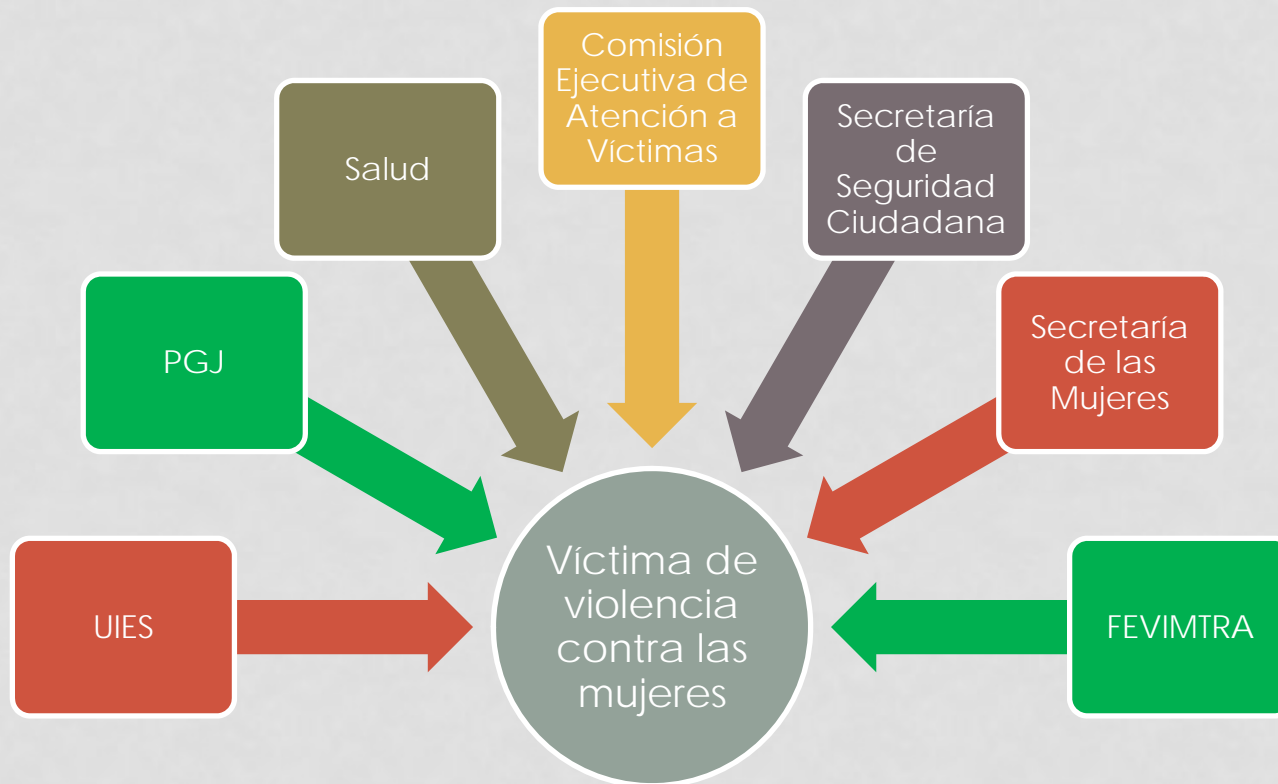 Comisión
Ejecutiva de
Atención a
Víctimas
Salud
Secretaría
de
Seguridad
Ciudadana
PGJ
Secretaría
de las
Mujeres
UIES
Víctima de
violencia
contra las
mujeres
FEVIMTRA